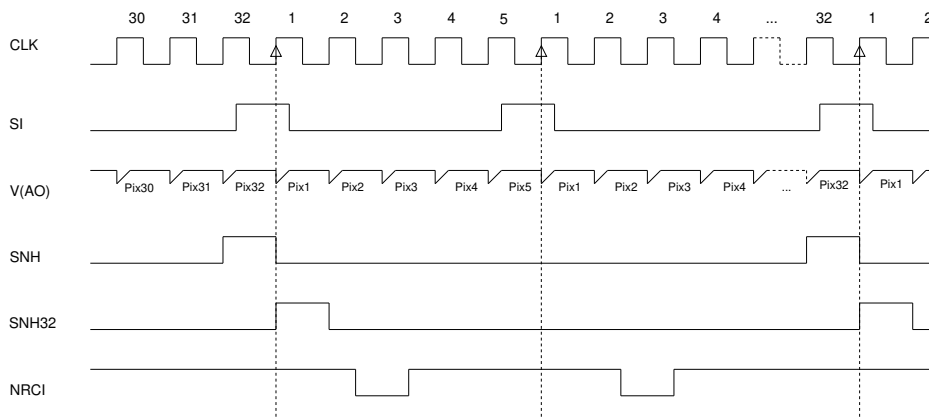 30 31 32 1 2 3 4 5 1 2 3 4 ... 32 1 2
CLK
SI
V(AO) Pix30 Pix31 Pix32 Pix1 Pix2 Pix3 Pix4 Pix5 Pix1 Pix2 Pix3 Pix4 ... Pix32 Pix1
SNH
SNH32
NRCI